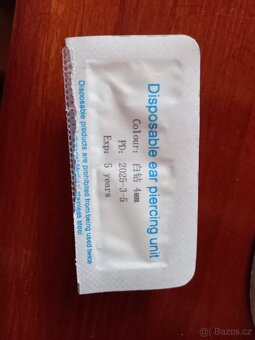 Disposable ear piercing unit
Colour: 白钻 4mm
PD: 2025-3-5
Exp: 5 years
Disposable products are prohibited from being used twice
Bazos.cz